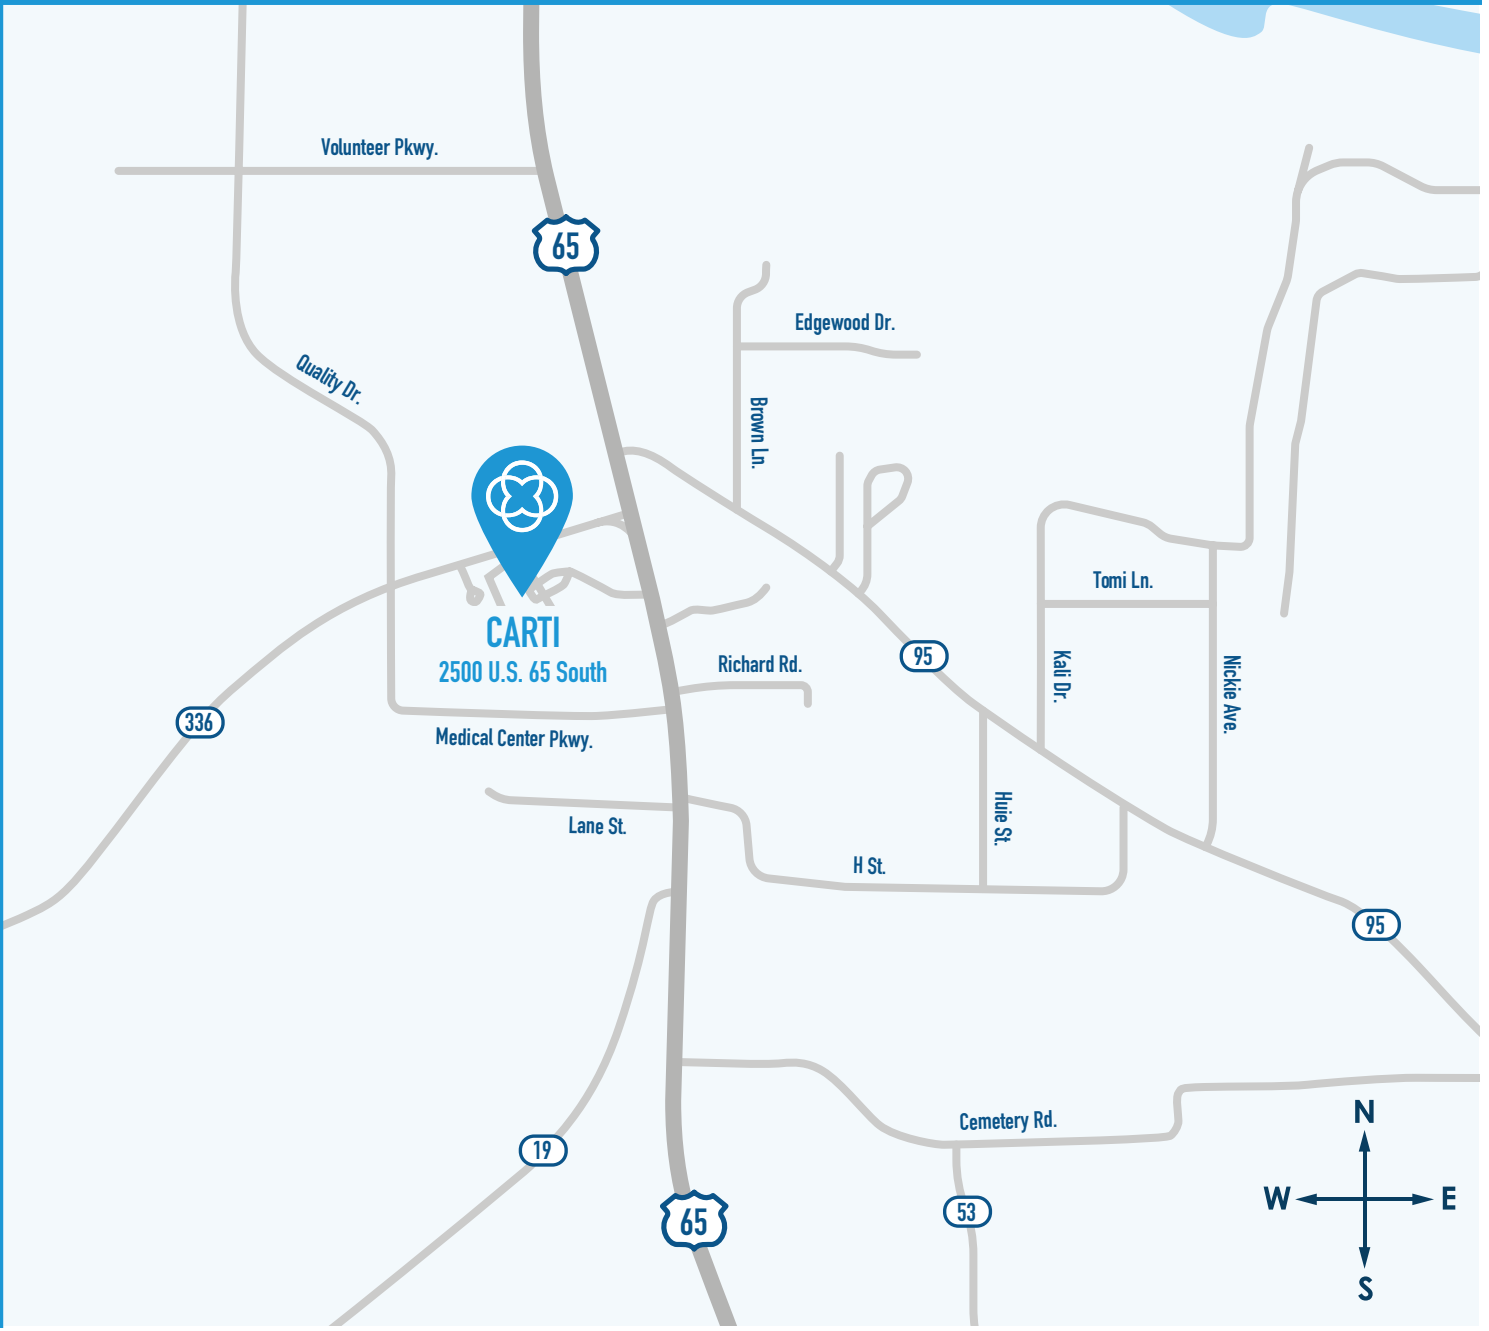 Volunteer Pkwy.
65
Edgewood Dr.
Quality Dr.
Brown Ln.
Tomi Ln.
CARTI
2500 U.S. 65 South
Richard Rd.
95
Kali Dr.
Nickie Ave.
336
Medical Center Pkwy.
Lane St.
Huie St.
H St.
95
Cemetery Rd.
19
53
65
N
W E
S